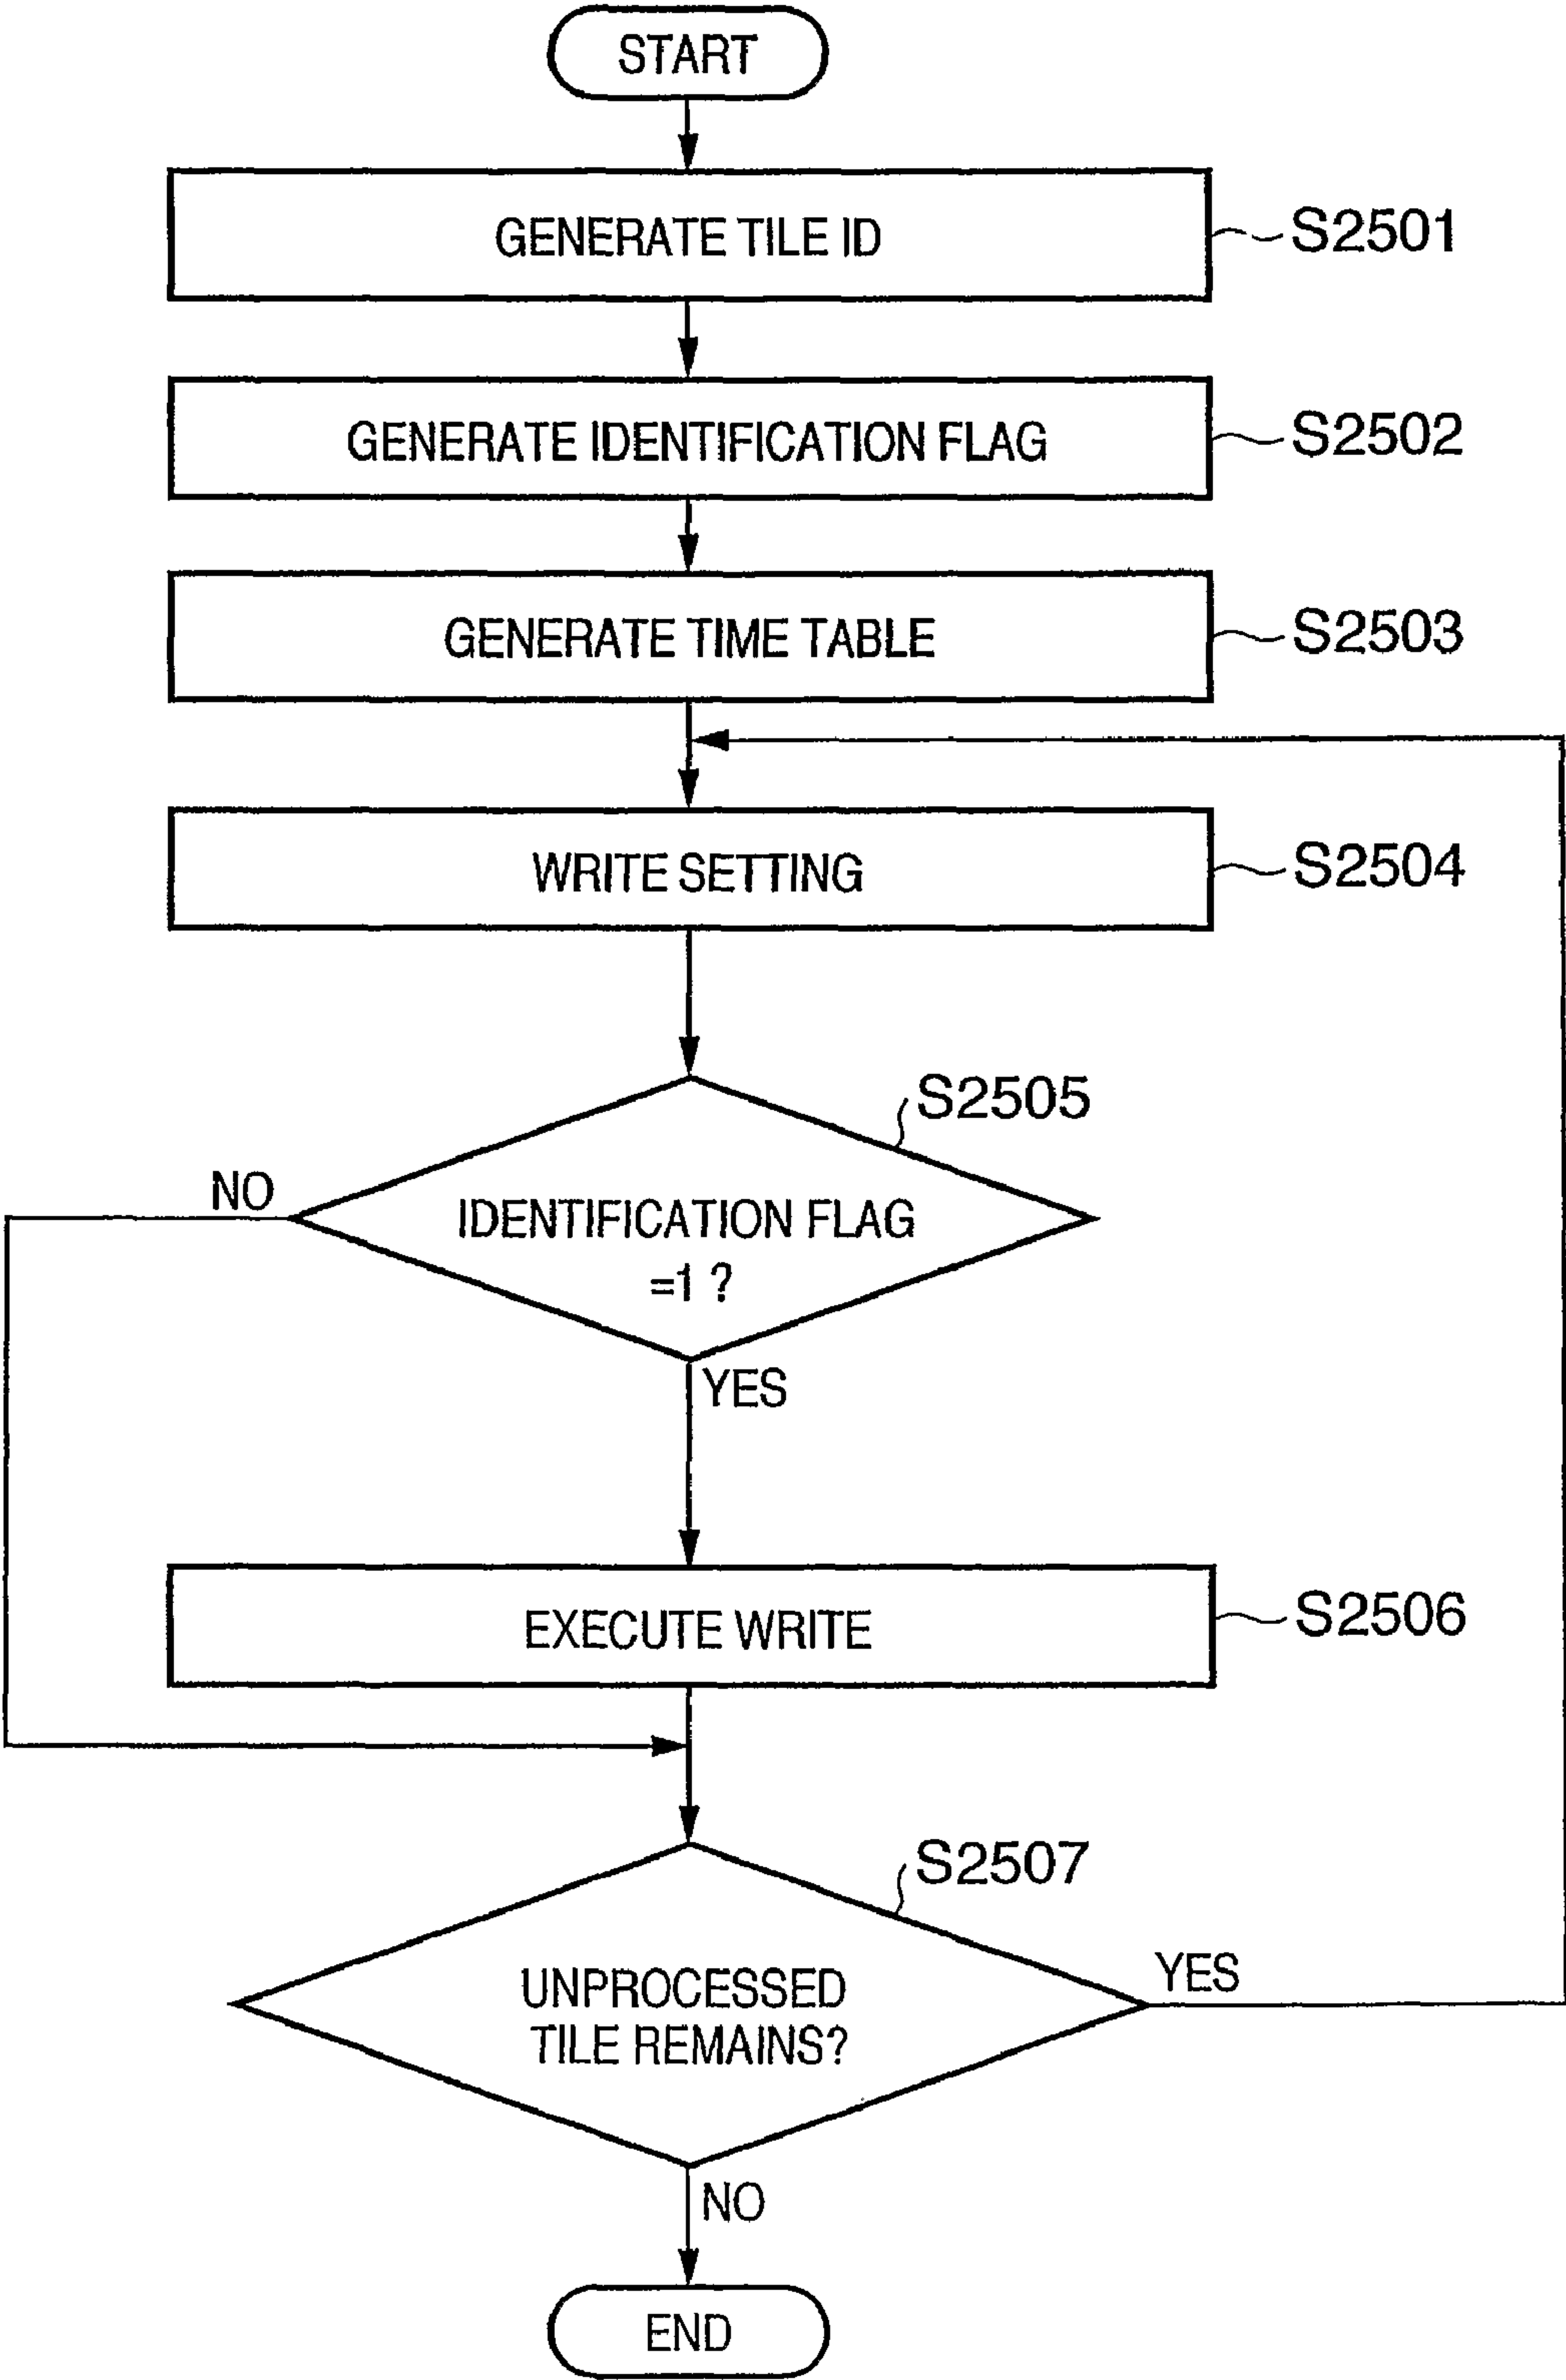 START
GENERATE TILE ID
S2501
GENERATE IDENTIFICATION FLAG
S2502
GENERATE TIME TABLE
S2503
WRITE SETTING
S2504
S2505
NO
IDENTIFICATION FLAG
=1 ?
YES
EXECUTE WRITE
S2506
S2507
UNPROCESSED
TILE REMAINS?
YES
NO
END